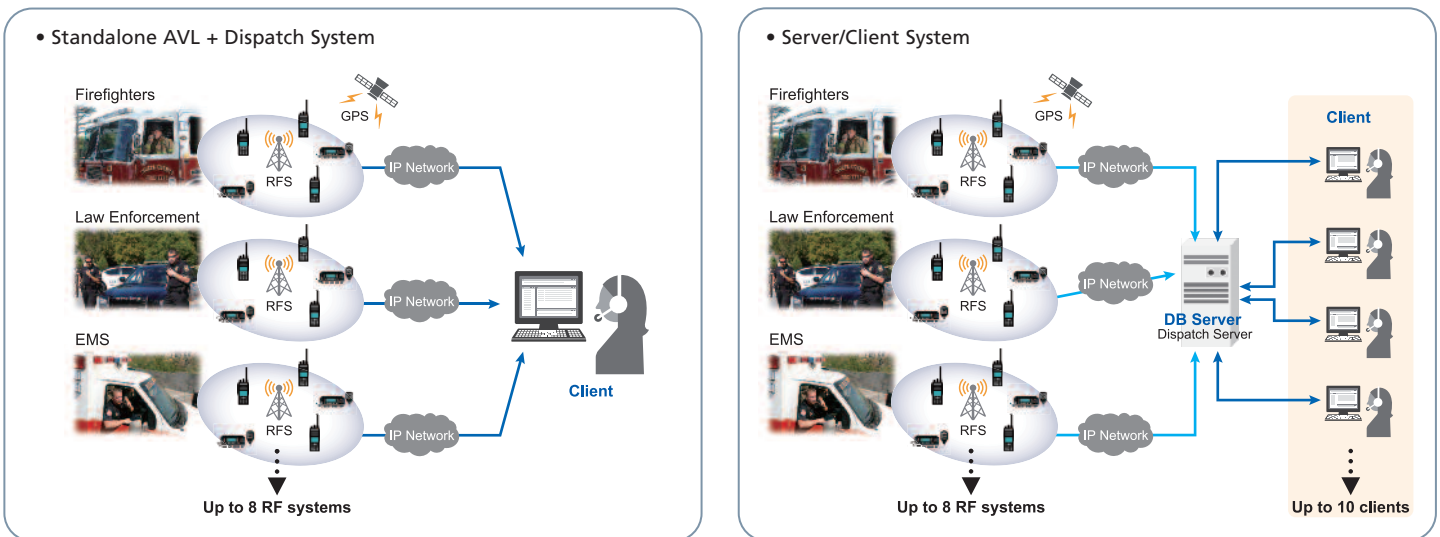 • Standalone AVL + Dispatch System
Firefighters
GPS
RFS
IP Network
Law Enforcement
RFS
IP Network
EMS
RFS
IP Network
Client
Up to 8 RF systems
• Server/Client System
Firefighters
GPS
RFS
IP Network
Law Enforcement
RFS
IP Network
EMS
RFS
IP Network
DB Server
Dispatch Server
Up to 8 RF systems
Client
Up to 10 clients